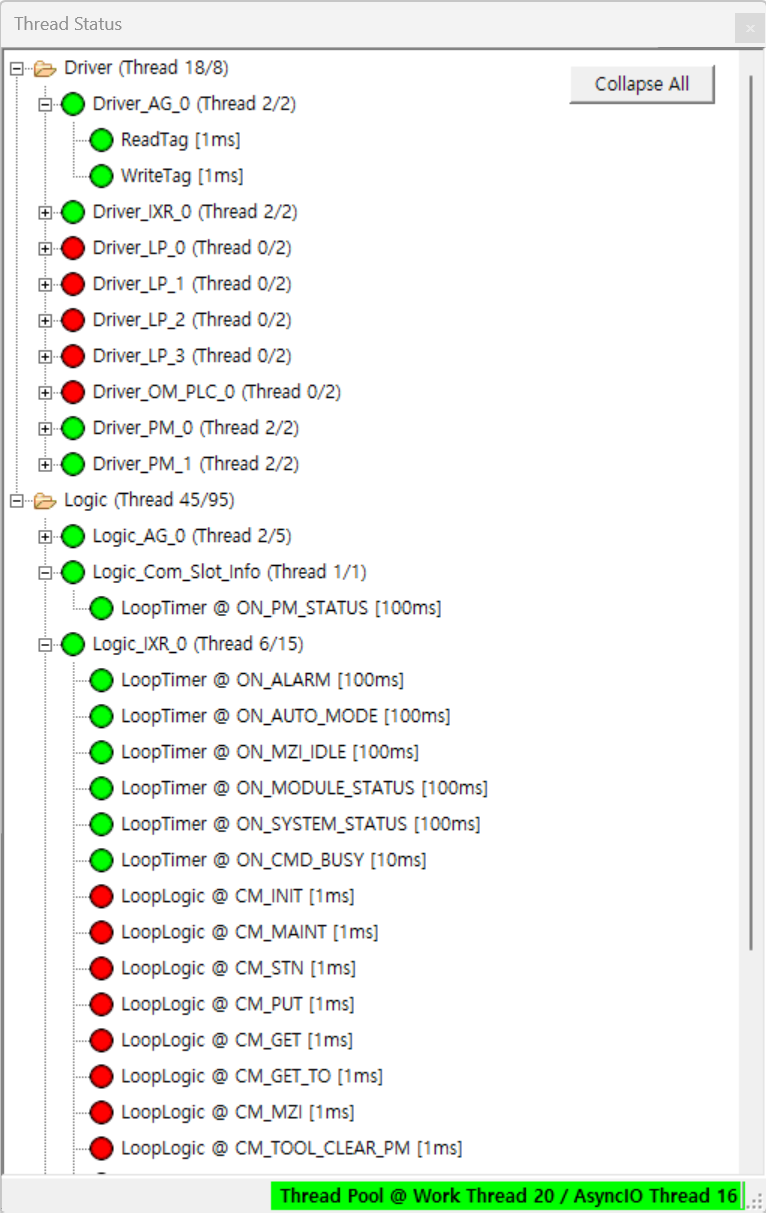 Thread Status
Collapse All
Driver (Thread 18/8)
Driver_AG_0 (Thread 2/2)
ReadTag [1ms]
WriteTag [1ms]
Driver_IXR_0 (Thread 2/2)
Driver_LP_0 (Thread 0/2)
Driver_LP_1 (Thread 0/2)
Driver_LP_2 (Thread 0/2)
Driver_LP_3 (Thread 0/2)
Driver_OM_PLC_0 (Thread 0/2)
Driver_PM_0 (Thread 2/2)
Driver_PM_1 (Thread 2/2)
Logic (Thread 45/95)
Logic_AG_0 (Thread 2/5)
Logic_Com_Slot_Info (Thread 1/1)
LoopTimer @ ON_PM_STATUS [100ms]
Logic_IXR_0 (Thread 6/15)
LoopTimer @ ON_ALARM [100ms]
LoopTimer @ ON_AUTO_MODE [100ms]
LoopTimer @ ON_MZI_IDLE [100ms]
LoopTimer @ ON_MODULE_STATUS [100ms]
LoopTimer @ ON_SYSTEM_STATUS [100ms]
LoopTimer @ ON_CMD_BUSY [10ms]
LoopLogic @ CM_INIT [1ms]
LoopLogic @ CM_MAINT [1ms]
LoopLogic @ CM_STN [1ms]
LoopLogic @ CM_PUT [1ms]
LoopLogic @ CM_GET [1ms]
LoopLogic @ CM_GET_TO [1ms]
LoopLogic @ CM_MZI [1ms]
LoopLogic @ CM_TOOL_CLEAR_PM [1ms]
Thread Pool @ Work Thread 20 / AsyncIO Thread 16